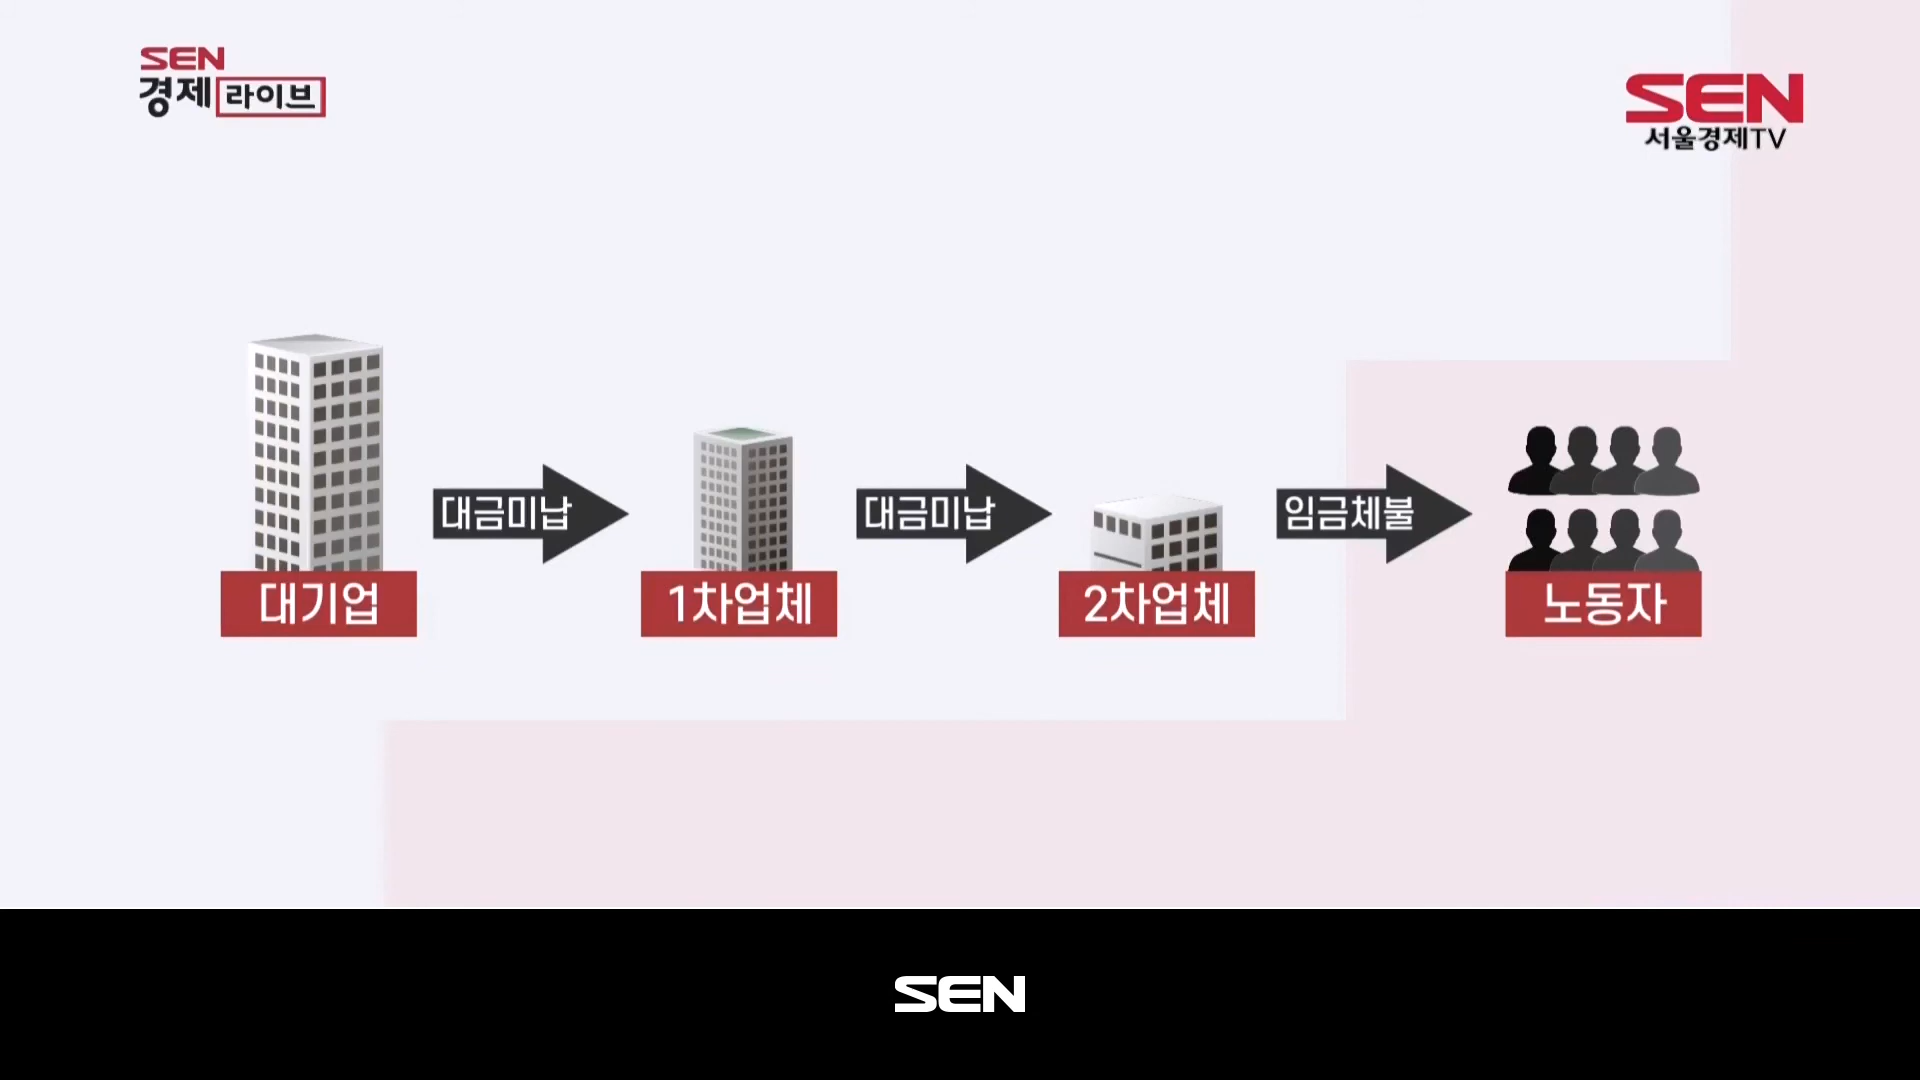 SEN
경제라이브
SEN
서울경제TV
대금미납
대금미납
임금체불
대기업
1차업체
2차업체
노동자
SEN